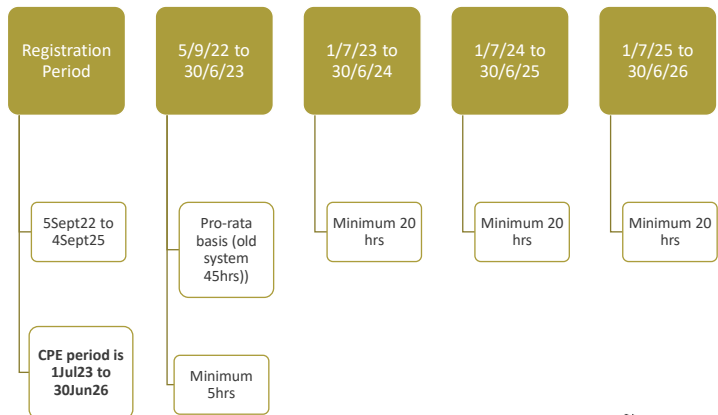 Registration
Period
5/9/22 to
30/6/23
1/7/23 to
30/6/24
1/7/24 to
30/6/25
1/7/25 to
30/6/26
5Sept22 to
4Sept25
CPE period is
1Jul23 to
30Jun26
Pro-rata
basis (old
system
45hrs))
Minimum
5hrs
Minimum 20
hrs
Minimum 20
hrs
Minimum 20
hrs